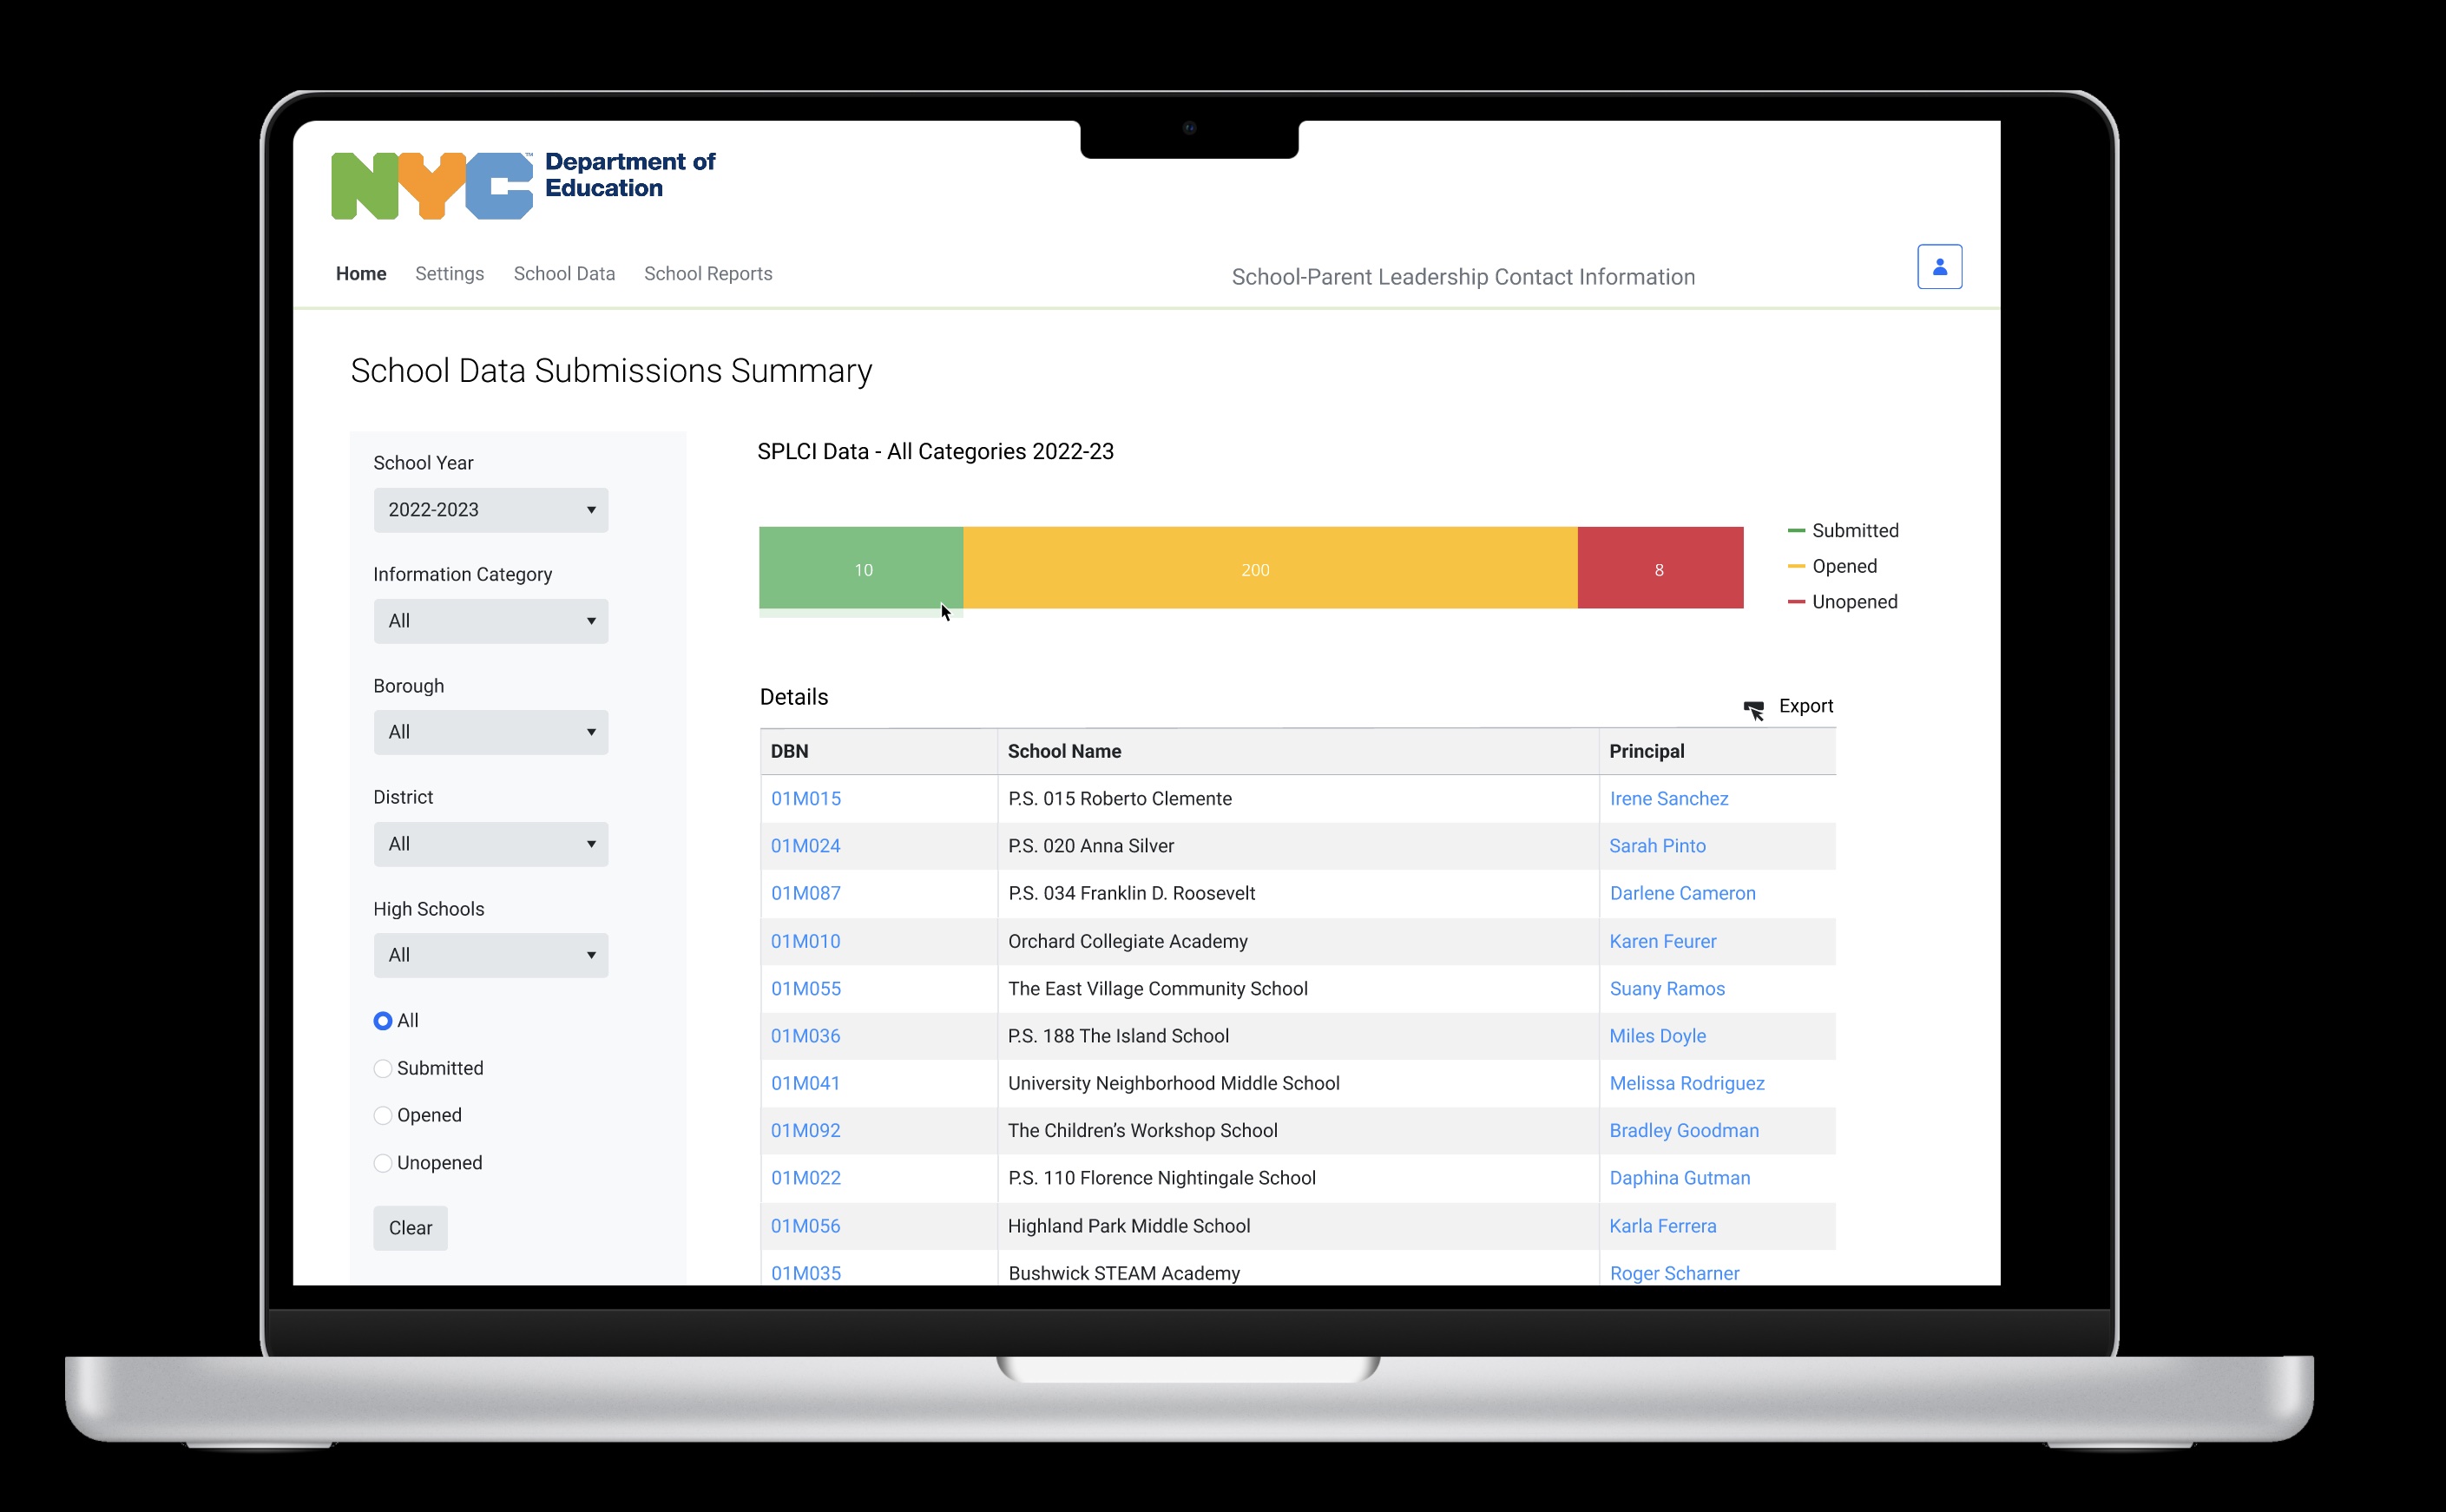 NYC™
Department of
Education
Home Settings School Data School Reports
School-Parent Leadership Contact Information
School Data Submissions Summary
School Year
2022-2023
Information Category
All
Borough
All
District
All
High Schools
All
All
Submitted
Opened
Unopened
Clear
SPLCI Data - All Categories 2022-23
10 200 8
Submitted
Opened
Unopened
Details
Export
DBN School Name Principal
01M015 P.S. 015 Roberto Clemente Irene Sanchez
01M024 P.S. 020 Anna Silver Sarah Pinto
01M087 P.S. 034 Franklin D. Roosevelt Darlene Cameron
01M010 Orchard Collegiate Academy Karen Feurer
01M055 The East Village Community School Suany Ramos
01M036 P.S. 188 The Island School Miles Doyle
01M041 University Neighborhood Middle School Melissa Rodriguez
01M092 The Children’s Workshop School Bradley Goodman
01M022 P.S. 110 Florence Nightingale School Daphina Gutman
01M056 Highland Park Middle School Karla Ferrera
01M035 Bushwick STEAM Academy Roger Scharner